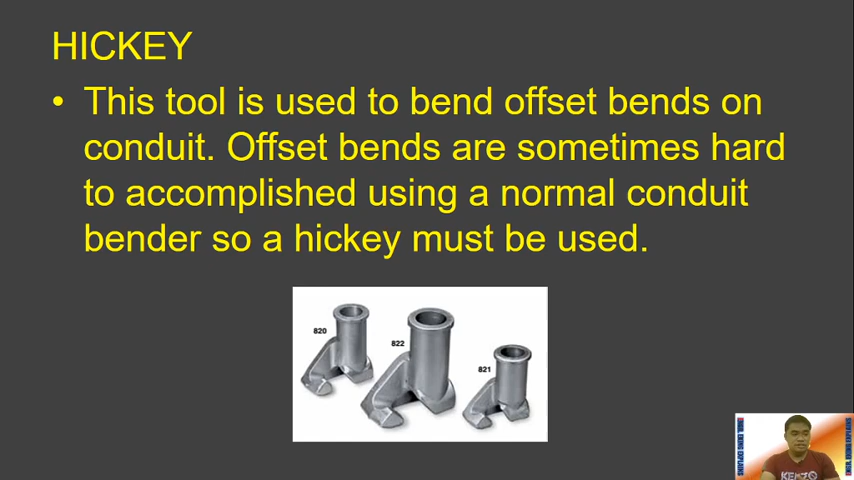 HICKEY
• This tool is used to bend offset bends on
conduit. Offset bends are sometimes hard
to accomplished using a normal conduit
bender so a hickey must be used.
820
822
821
KENZO